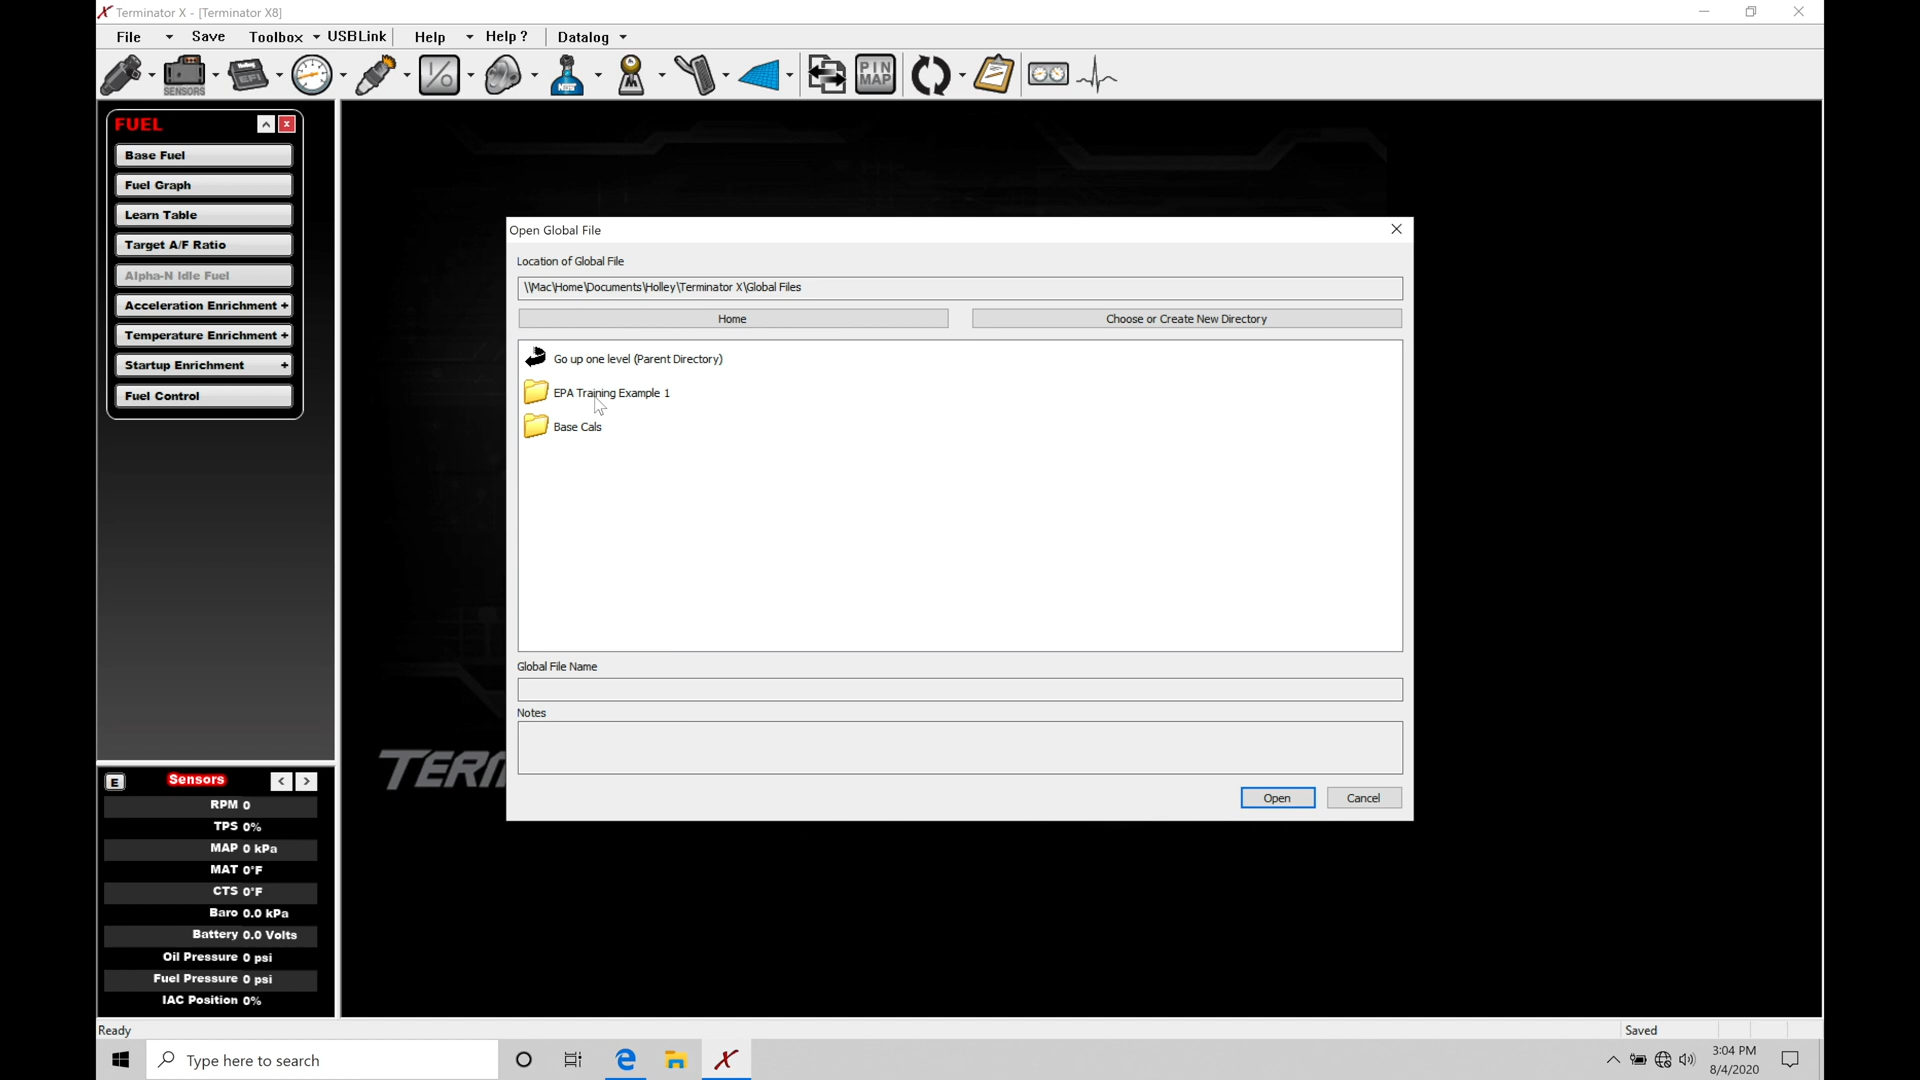 Terminator X - [Terminator X8]
File Save Toolbox USBLink Help Help ? Datalog
SENSORS EFI 1/0 NOS PIN MAP
FUEL
Base Fuel
Fuel Graph
Learn Table
Target A/F Ratio
Alpha-N Idle Fuel
Acceleration Enrichment +
Temperature Enrichment +
Startup Enrichment +
Fuel Control
Open Global File
Location of Global File
\\Mac\Home\Documents\Holley\Terminator X\Global Files
Home Choose or Create New Directory
Go up one level (Parent Directory)
EPA Training Example 1
Base Cals
Global File Name
Notes
Open Cancel
TERM
E Sensors < >
RPM 0
TPS 0%
MAP 0 kPa
MAT 0°F
CTS 0°F
Baro 0.0 kPa
Battery 0.0 Volts
Oil Pressure 0 psi
Fuel Pressure 0 psi
IAC Position 0%
Ready Saved
Type here to search
3:04 PM
8/4/2020